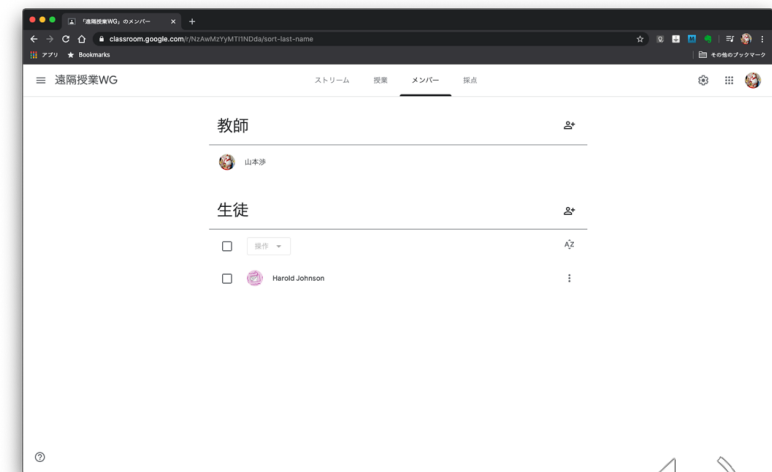 「遠隔授業WG」のメンバー
classroom.google.com/r/NzAwMzYyMTI1NDda/sort-last-name
アプリ Bookmarks その他のブックマーク
遠隔授業WG ストリーム 授業 メンバー 採点
教師
山本渉
生徒
操作
AZ
Harold Johnson